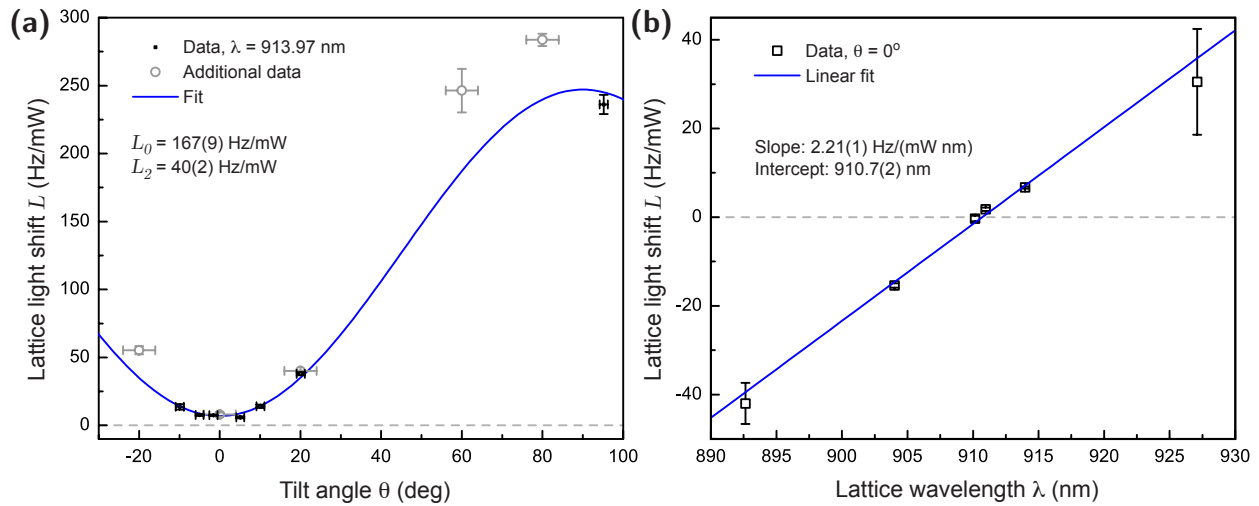 (a)
300
250
200
150
100
50
0
Lattice light shift L (Hz/mW)
Data, λ = 913.97 nm
Additional data
Fit
L0 = 167(9) Hz/mW
L2 = 40(2) Hz/mW
-20 0 20 40 60 80 100
Tilt angle θ (deg)
(b)
40
20
0
-20
-40
Lattice light shift L (Hz/mW)
Data, θ = 0º
Linear fit
Slope: 2.21(1) Hz/(mW nm)
Intercept: 910.7(2) nm
890 895 900 905 910 915 920 925 930
Lattice wavelength λ (nm)